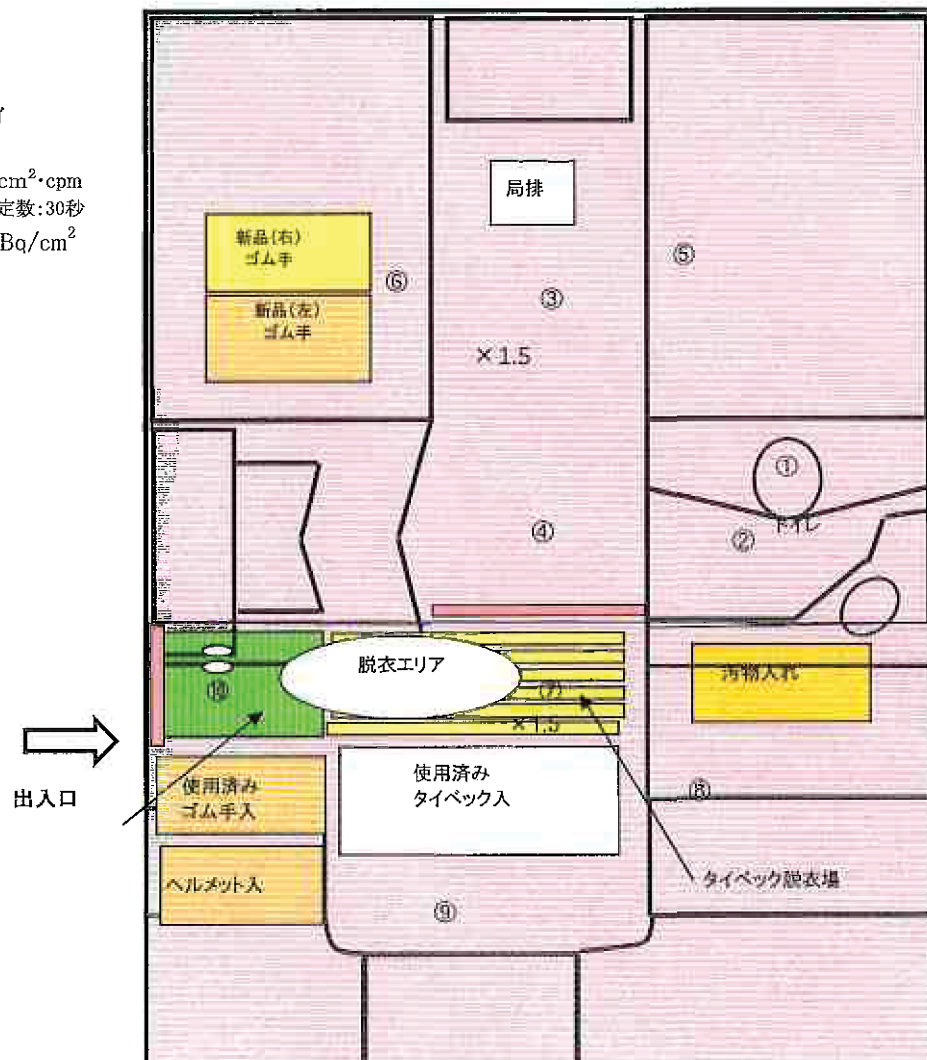 cm²・cpm
定数:30秒
Bq/cm²
局排
新品(右)
ゴム手
⑥
⑤
③
新品(左)
ゴム手
×1.5
①
トイレ
④
②
脱衣エリア
汚物入れ
⑩
⑦
×1.5
出入口
使用済み
ゴム手入
使用済み
タイベック入
⑧
ヘルメット入
タイベック脱衣場
⑨